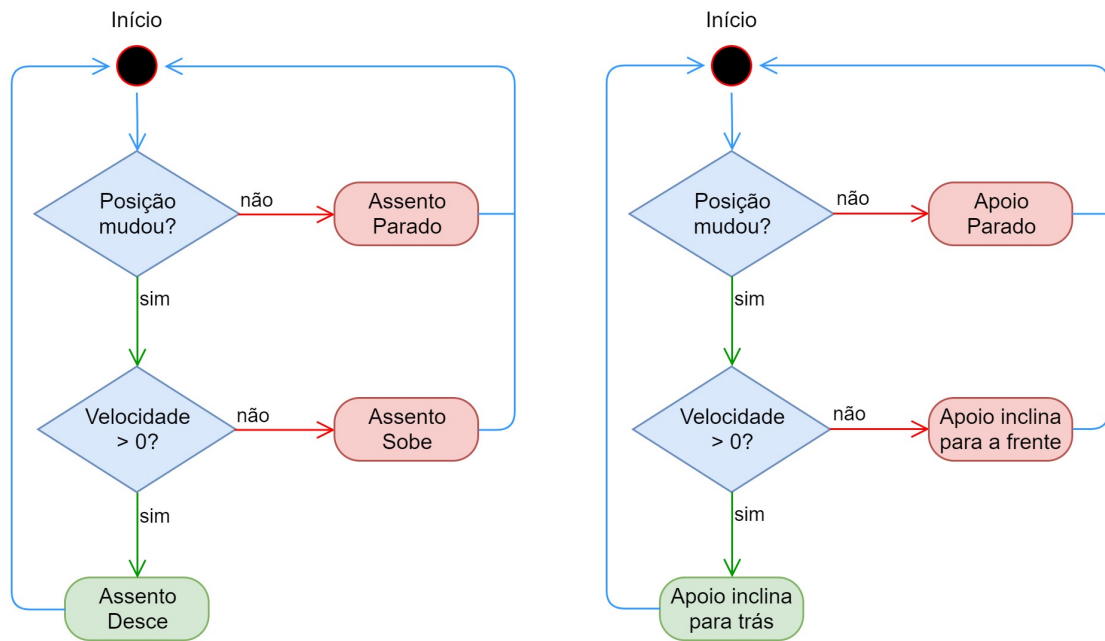 Início
Posição
mudou?
não
Assento
Parado
sim
Velocidade
> 0?
não
Assento
Sobe
sim
Assento
Desce
Início
Posição
mudou?
não
Apoio
Parado
sim
Velocidade
> 0?
não
Apoio inclina
para a frente
sim
Apoio inclina
para trás